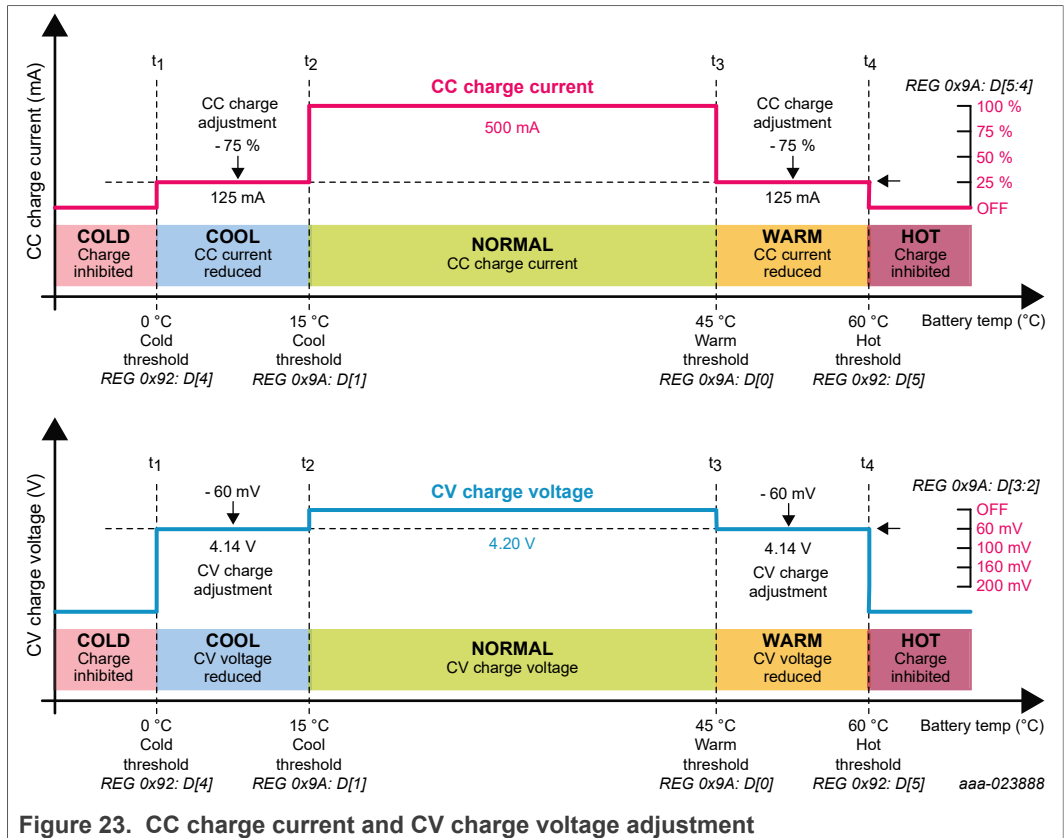 t1
t2
t3
t4
CC charge current (mA)
CC charge current
500 mA
CC charge
adjustment
- 75 %
125 mA
CC charge
adjustment
- 75 %
125 mA
REG 0x9A: D[5:4]
100 %
75 %
50 %
25 %
OFF
COLD
Charge
inhibited
COOL
CC current
reduced
NORMAL
CC charge current
WARM
CC current
reduced
HOT
Charge
inhibited
0 °C
Cold
threshold
REG 0x92: D[4]
15 °C
Cool
threshold
REG 0x9A: D[1]
45 °C
Warm
threshold
REG 0x9A: D[0]
60 °C
Hot
threshold
REG 0x92: D[5]
Battery temp (°C)
t1
t2
t3
t4
CV charge voltage (V)
- 60 mV
4.14 V
CV charge
adjustment
CV charge voltage
4.20 V
- 60 mV
4.14 V
CV charge
adjustment
REG 0x9A: D[3:2]
OFF
60 mV
100 mV
160 mV
200 mV
COLD
Charge
inhibited
COOL
CV voltage
reduced
NORMAL
CV charge voltage
WARM
CV voltage
reduced
HOT
Charge
inhibited
0 °C
Cold
threshold
REG 0x92: D[4]
15 °C
Cool
threshold
REG 0x9A: D[1]
45 °C
Warm
threshold
REG 0x9A: D[0]
60 °C
Hot
threshold
REG 0x92: D[5]
Battery temp (°C)
aaa-023888
Figure 23. CC charge current and CV charge voltage adjustment